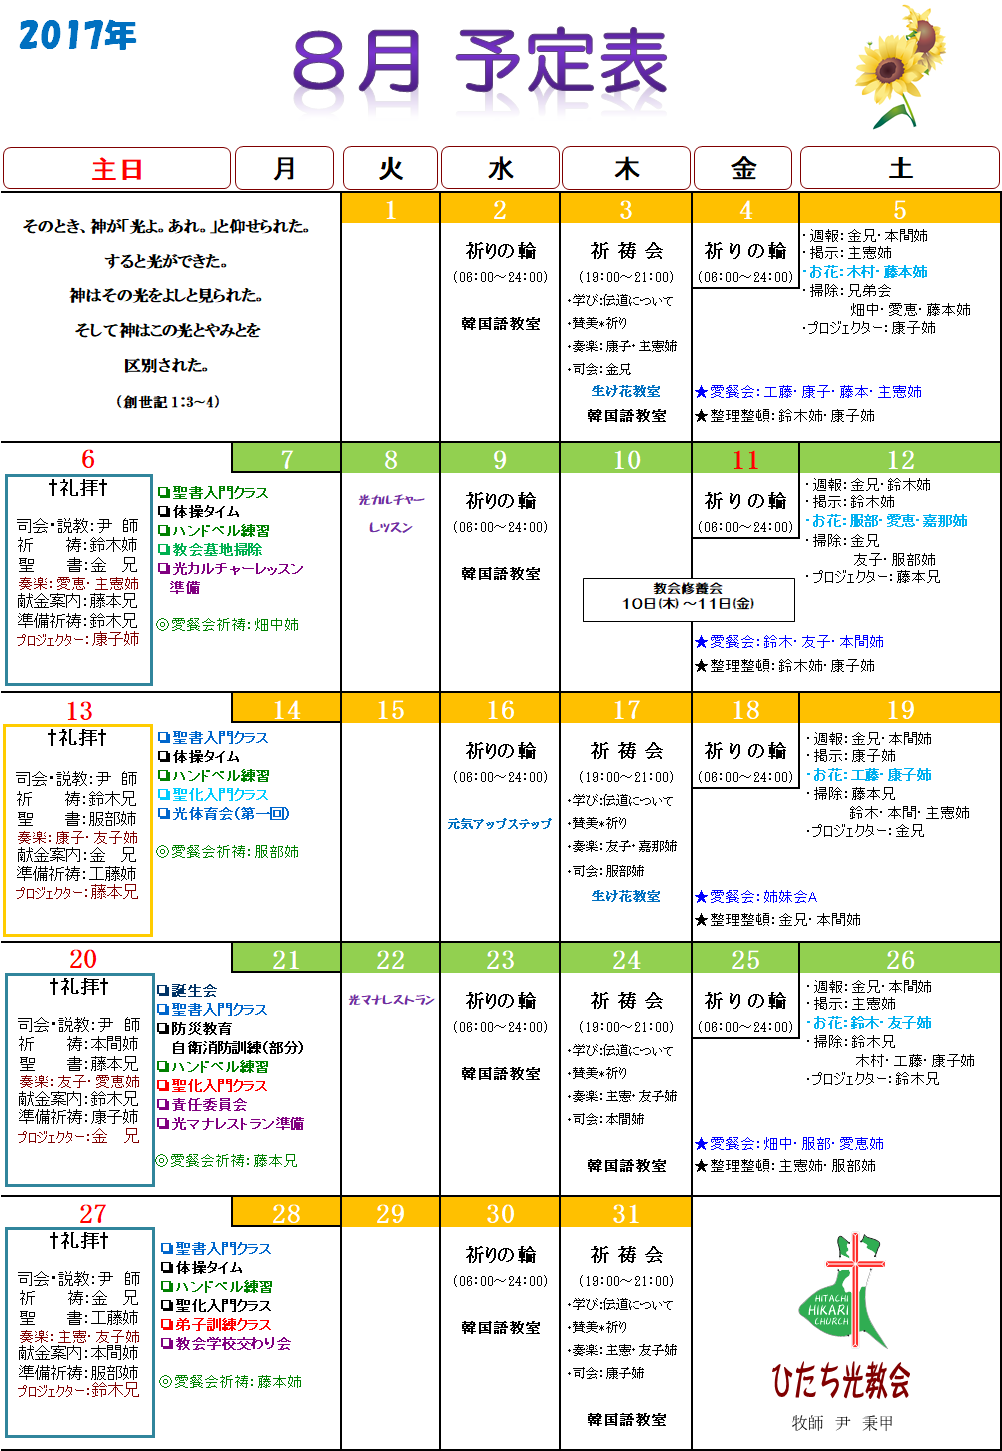 2017年
8月 予定表
主日 月 火 水 木 金 土
そのとき、神が「光よ。あれ。」と仰せられた。
すると光ができた。
神はその光をよしと見られた。
そして神はこの光とやみとを
区別された。
(創世記 1:3～4)
1
2
祈りの輪
(06:00～24:00)
韓国語教室
3
祈 祷 会
(19:00～21:00)
・学び:伝道について
・賛美*祈り
・奏楽:康子・主憲姉
・司会:金兄
生け花教室
韓国語教室
4
祈りの輪
(06:00～24:00)
5
・週報:金兄・本間姉
・掲示:主憲姉
・お花:木村・藤本姉
・掃除:兄弟会
畑中・愛恵・藤本姉
・プロジェクター:康子姉
★愛餐会:工藤・康子・藤本・主憲姉
★整理整頓:鈴木姉・康子姉
6
✝礼拝✝
司会・説教:尹 師
祈 祷:鈴木姉
聖 書:金 兄
奏楽:愛恵・主憲姉
献金案内:藤本兄
準備祈祷:鈴木兄
プロジェクター:康子姉
7
❏聖書入門クラス
❏体操タイム
❏ハンドベル練習
❏教会墓地掃除
❏光カルチャーレッスン
準備
◎愛餐会祈祷:畑中姉
8
光カルチャー
レッスン
9
祈りの輪
(06:00～24:00)
韓国語教室
10
教会修養会
10日(木)～11日(金)
11
祈りの輪
(06:00～24:00)
12
・週報:金兄・鈴木姉
・掲示:鈴木姉
・お花:服部・愛恵・嘉那姉
・掃除:金兄
友子・服部姉
・プロジェクター:藤本兄
★愛餐会:鈴木・友子・本間姉
★整理整頓:鈴木姉・康子姉
13
✝礼拝✝
司会・説教:尹 師
祈 祷:鈴木兄
聖 書:服部姉
奏楽:康子・友子姉
献金案内:金 兄
準備祈祷:工藤姉
プロジェクター:藤本兄
14
❏聖書入門クラス
❏体操タイム
❏ハンドベル練習
❏聖化入門クラス
❏光体育会(第一回)
◎愛餐会祈祷:服部姉
15
16
祈りの輪
(06:00～24:00)
元気アップステップ
17
祈 祷 会
(19:00～21:00)
・学び:伝道について
・賛美*祈り
・奏楽:友子・嘉那姉
・司会:服部姉
生け花教室
18
祈りの輪
(06:00～24:00)
19
・週報:金兄・本間姉
・掲示:康子姉
・お花:工藤・康子姉
・掃除:藤本兄
鈴木・本間・主憲姉
・プロジェクター:金兄
★愛餐会:姉妹会A
★整理整頓:金兄・本間姉
20
✝礼拝✝
司会・説教:尹 師
祈 祷:本間姉
聖 書:藤本兄
奏楽:友子・愛恵姉
献金案内:鈴木兄
準備祈祷:康子姉
プロジェクター:金 兄
21
❏誕生会
❏聖書入門クラス
❏防災教育
自衛消防訓練(部分)
❏ハンドベル練習
❏聖化入門クラス
❏責任委員会
❏光マナレストラン準備
◎愛餐会祈祷:藤本兄
22
光マナレストラン
23
祈りの輪
(06:00～24:00)
韓国語教室
24
祈 祷 会
(19:00～21:00)
・学び:伝道について
・賛美*祈り
・奏楽:主憲・友子姉
・司会:本間姉
韓国語教室
25
祈りの輪
(06:00～24:00)
26
・週報:金兄・本間姉
・掲示:主憲姉
・お花:鈴木・友子姉
・掃除:鈴木兄
木村・工藤・康子姉
・プロジェクター:鈴木兄
★愛餐会:畑中・服部・愛恵姉
★整理整頓:主憲姉・服部姉
27
✝礼拝✝
司会・説教:尹 師
祈 祷:金 兄
聖 書:工藤姉
奏楽:主憲・友子姉
献金案内:本間姉
準備祈祷:服部姉
プロジェクター:鈴木兄
28
❏聖書入門クラス
❏体操タイム
❏ハンドベル練習
❏聖化入門クラス
❏弟子訓練クラス
❏教会学校交わり会
◎愛餐会祈祷:藤本姉
29
30
祈りの輪
(06:00～24:00)
韓国語教室
31
祈 祷 会
(19:00～21:00)
・学び:伝道について
・賛美*祈り
・奏楽:主憲・友子姉
・司会:康子姉
韓国語教室
HITACHI
HIKARI
CHURCH
ひたち光教会
牧師 尹 秉甲